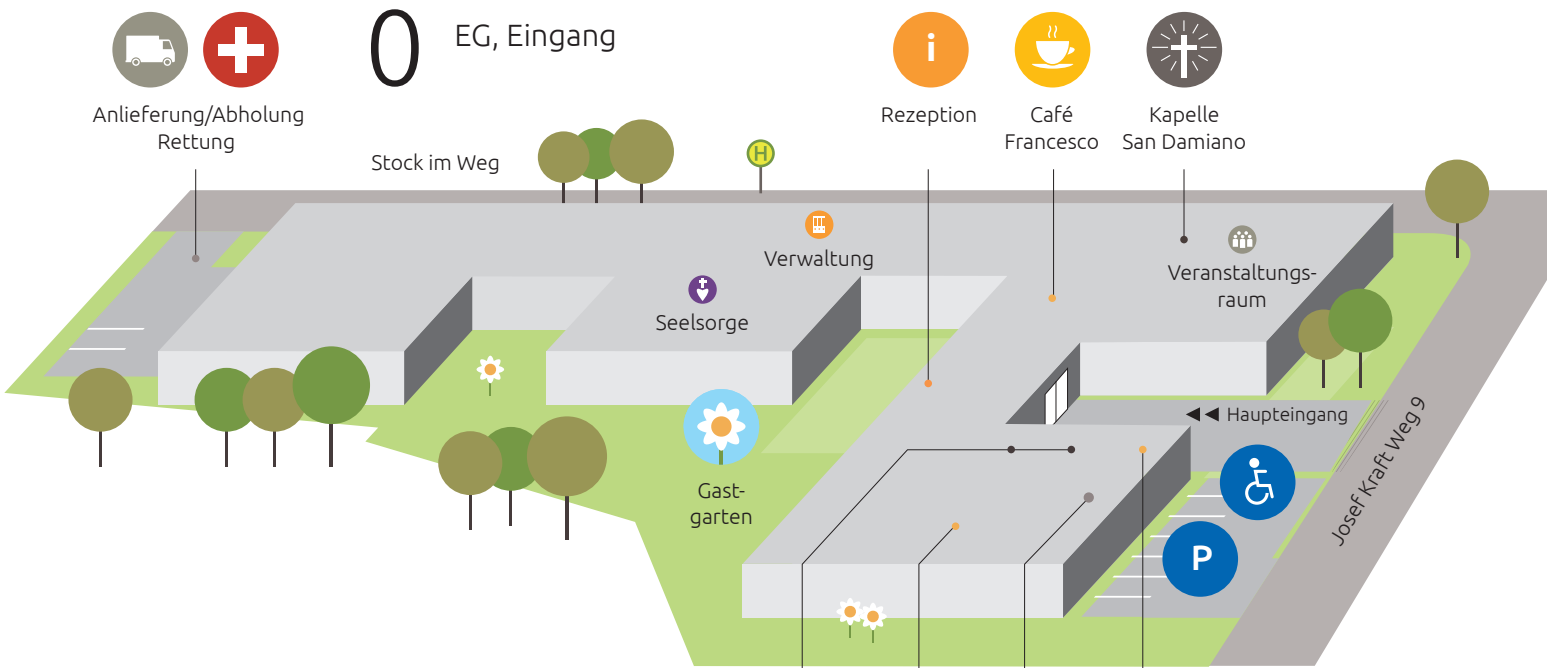 0
EG, Eingang
i
Anlieferung/Abholung
Rettung
Rezeption
Café
Francesco
Kapelle
San Damiano
Stock im Weg
H
Verwaltung
Veranstaltungs-
raum
Seelsorge
Haupteingang
Gast-
garten
Josef Kraft Weg 9
P